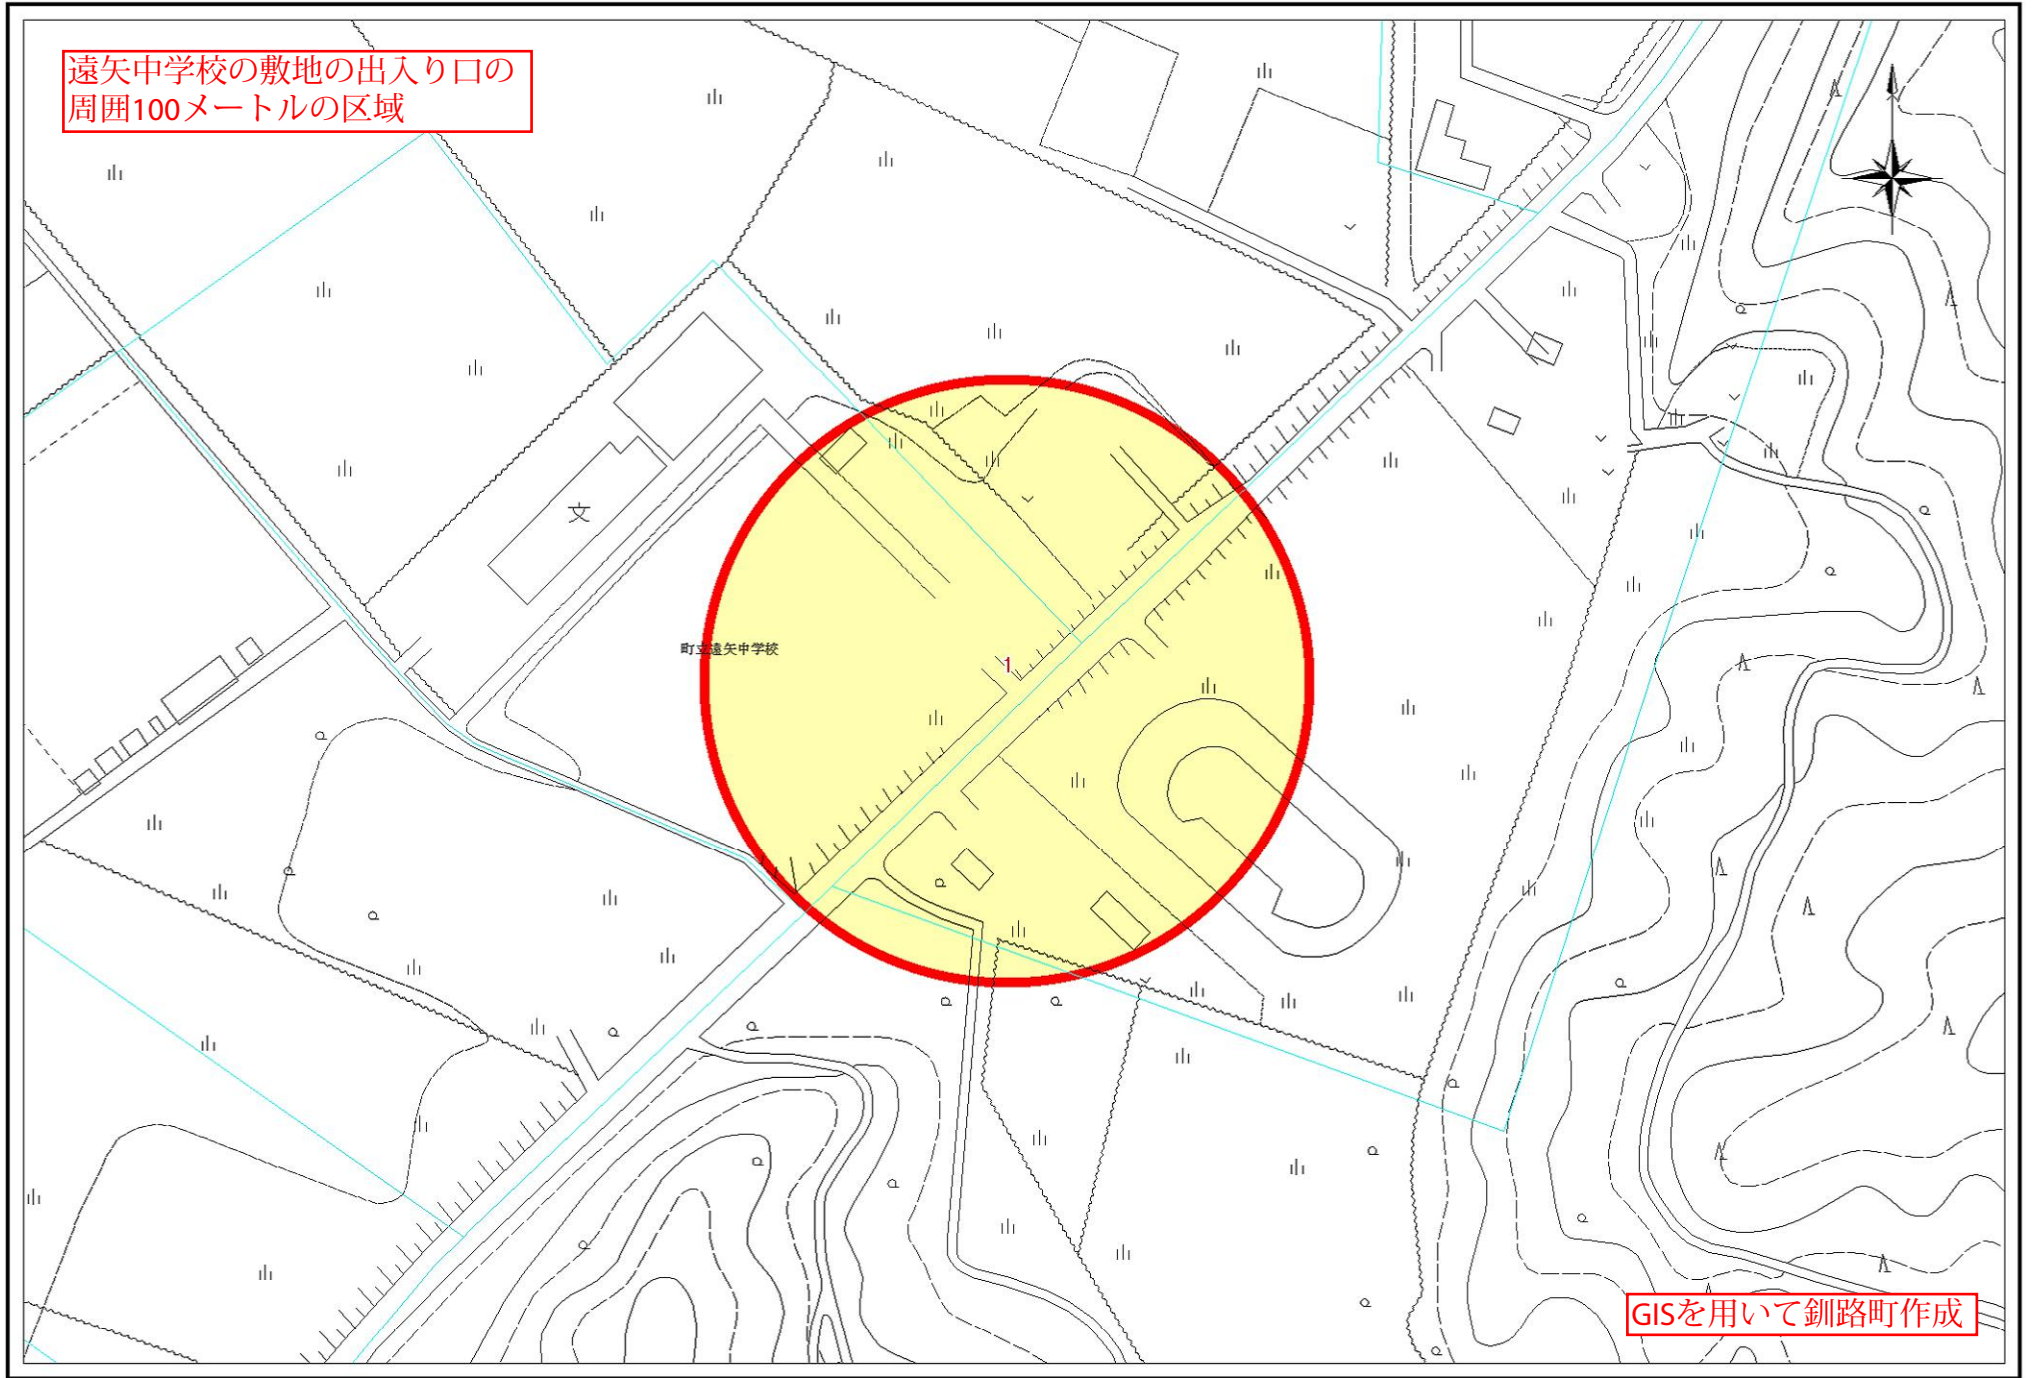 遠矢中学校の敷地の出入り口の
周囲100メートルの区域
文
町立遠矢中学校
1
GISを用いて釧路町作成